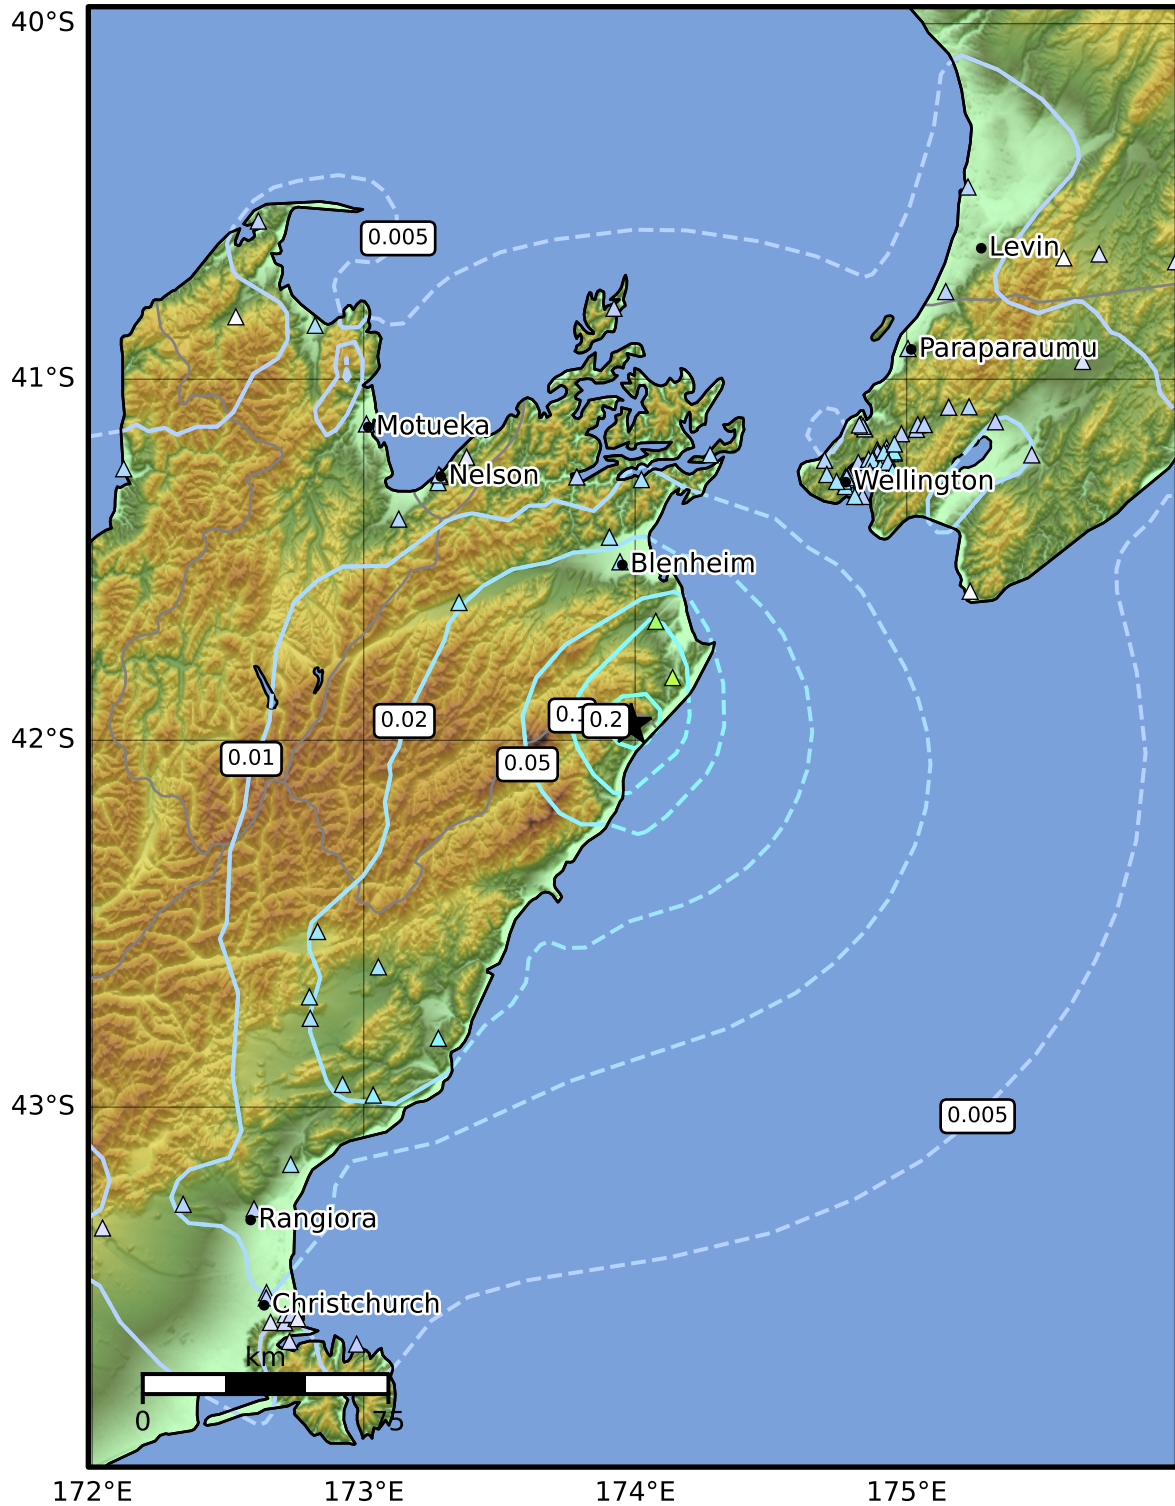 40°S
0.005
Levin
Paraparaumu
41°S
Motueka
Nelson
Wellington
Blenheim
0.2
0.02
42°S
0.01
0.05
43°S
0.005
Rangiora
Christchurch
km
0
75
172°E
173°E
174°E
175°E